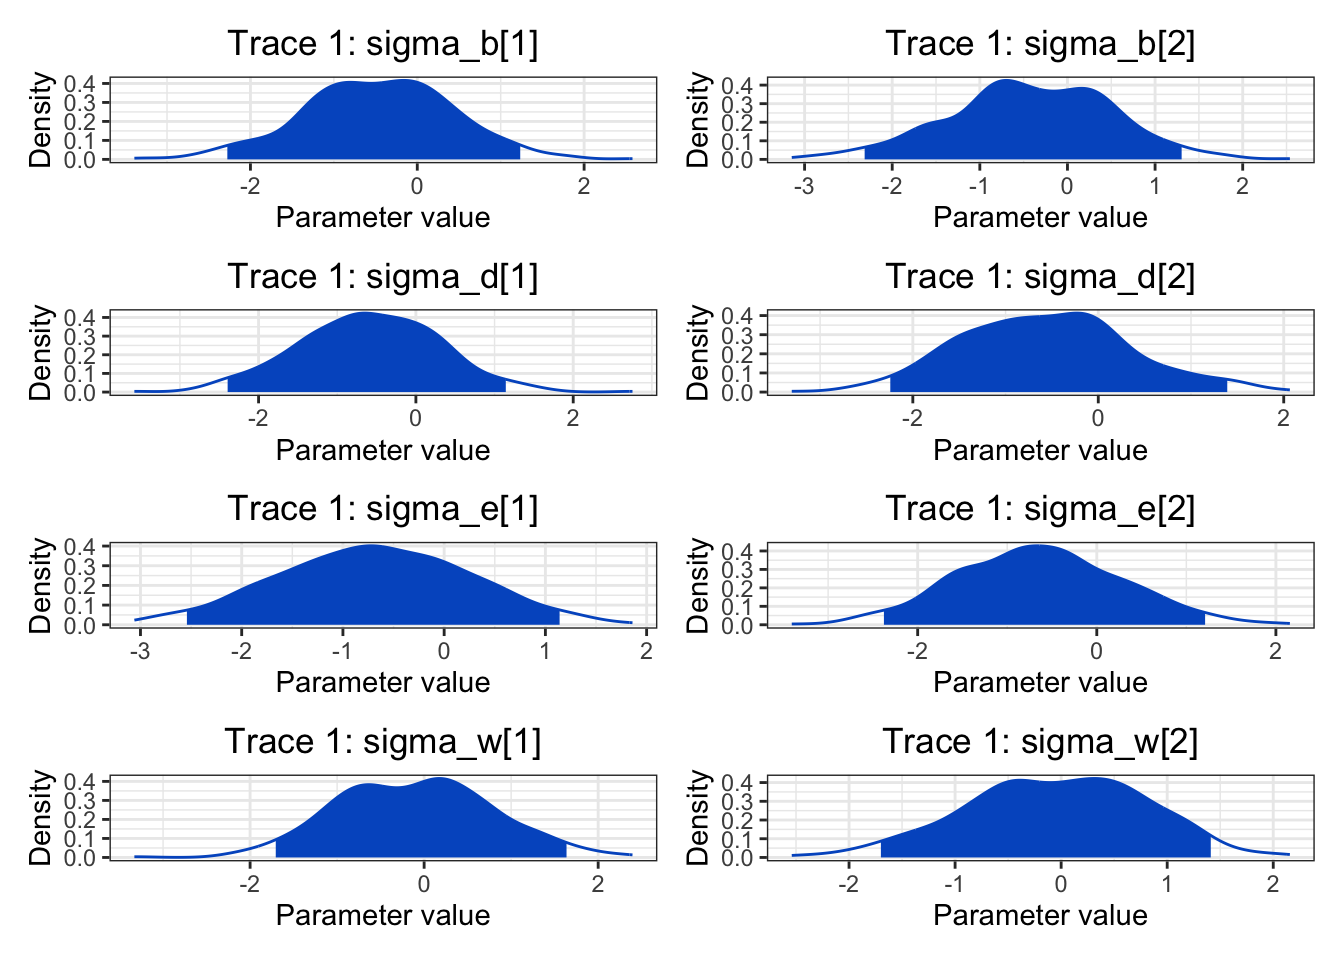 Trace 1: sigma_b[1]
Density
0.4
0.3
0.2
0.1
0.0
-2 0 2
Parameter value
Trace 1: sigma_b[2]
Density
0.4
0.3
0.2
0.1
0.0
-3 -2 -1 0 1 2
Parameter value
Trace 1: sigma_d[1]
Density
0.4
0.3
0.2
0.1
0.0
-2 0 2
Parameter value
Trace 1: sigma_d[2]
Density
0.4
0.3
0.2
0.1
0.0
-2 0 2
Parameter value
Trace 1: sigma_e[1]
Density
0.4
0.3
0.2
0.1
0.0
-3 -2 -1 0 1 2
Parameter value
Trace 1: sigma_e[2]
Density
0.4
0.3
0.2
0.1
0.0
-2 0 2
Parameter value
Trace 1: sigma_w[1]
Density
0.4
0.3
0.2
0.1
0.0
-2 0 2
Parameter value
Trace 1: sigma_w[2]
Density
0.4
0.3
0.2
0.1
0.0
-2 -1 0 1 2
Parameter value